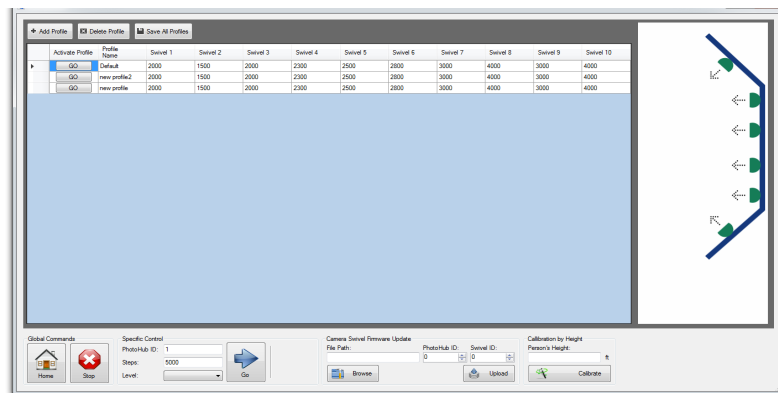 Add Profile Delete Profile Save All Profiles
Activate Profile Profile Name Swivel 1 Swivel 2 Swivel 3 Swivel 4 Swivel 5 Swivel 6 Swivel 7 Swivel 8 Swivel 9 Swivel 10
GO Default 2000 1500 2000 2300 2500 2800 3000 4000 3000 4000
GO new profile2 2000 1500 2000 2300 2500 2800 3000 4000 3000 4000
GO new profile 2000 1500 2000 2300 2500 2800 3000 4000 3000 4000
Global Commands
Home Stop
Specific Control
PhotoHub ID: 1
Steps: 5000
Level:
Go
Camera Swivel Firmware Update
File Path: PhotoHub ID: Swivel ID:
0 0
Browse Upload
Calibration by Height
Person's Height:
ft
Calibrate